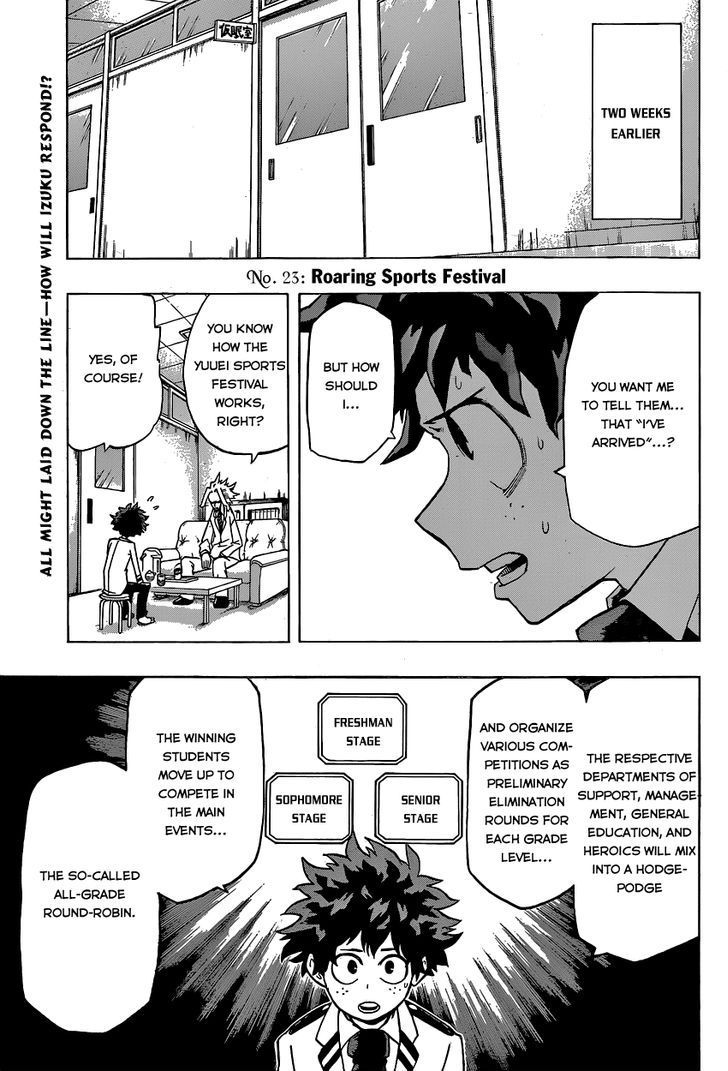 仮眠室
TWO WEEKS
EARLIER
ALL MIGHT LAID DOWN THE LINE—HOW WILL IZUKU RESPOND!?
No. 23: Roaring Sports Festival
YOU WANT ME
TO TELL THEM...
THAT "I'VE
ARRIVED"...?
BUT HOW
SHOULD
I...
YOU KNOW
HOW THE
YUUEI SPORTS
FESTIVAL
WORKS,
RIGHT?
YES, OF
COURSE!
THE RESPECTIVE
DEPARTMENTS OF
SUPPORT, MANAGE-
MENT, GENERAL
EDUCATION, AND
HEROICS WILL MIX
INTO A HODGE-
PODGE
AND ORGANIZE
VARIOUS COM-
PETITIONS AS
PRELIMINARY
ELIMINATION
ROUNDS FOR
EACH GRADE
LEVEL...
FRESHMAN
STAGE
SOPHOMORE
STAGE
SENIOR
STAGE
THE WINNING
STUDENTS
MOVE UP TO
COMPETE IN
THE MAIN
EVENTS...
THE SO-CALLED
ALL-GRADE
ROUND-ROBIN.